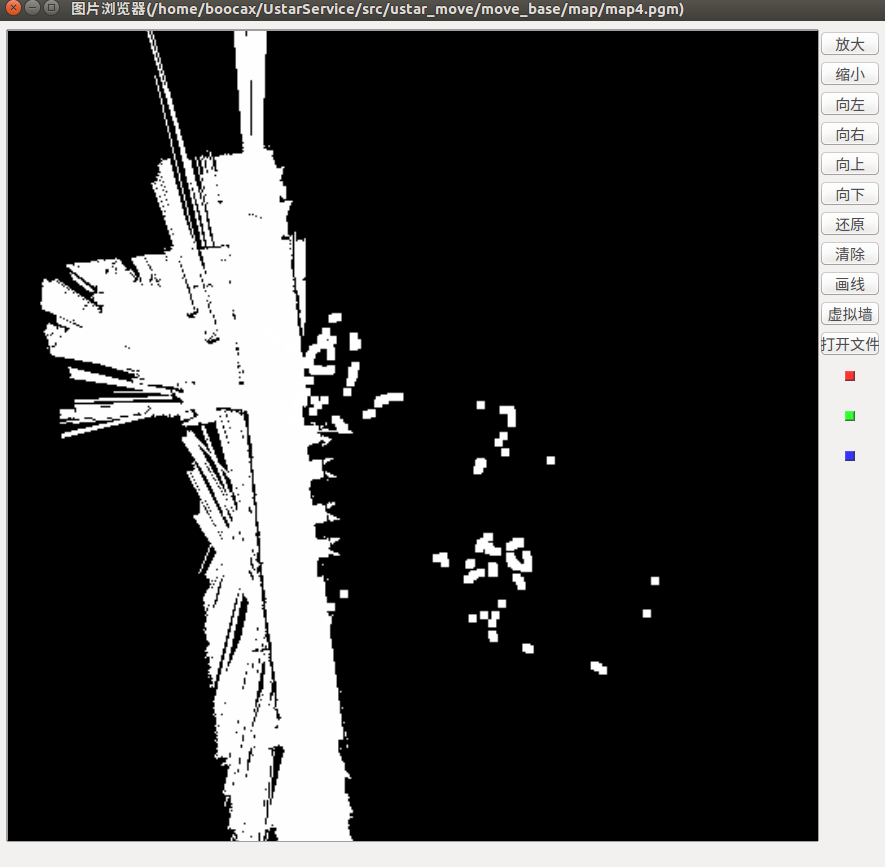 图片浏览器(/home/boocax/UstarService/src/ustar_move/move_base/map/map4.pgm)
放大
缩小
向左
向右
向上
向下
还原
清除
画线
虚拟墙
打开文件